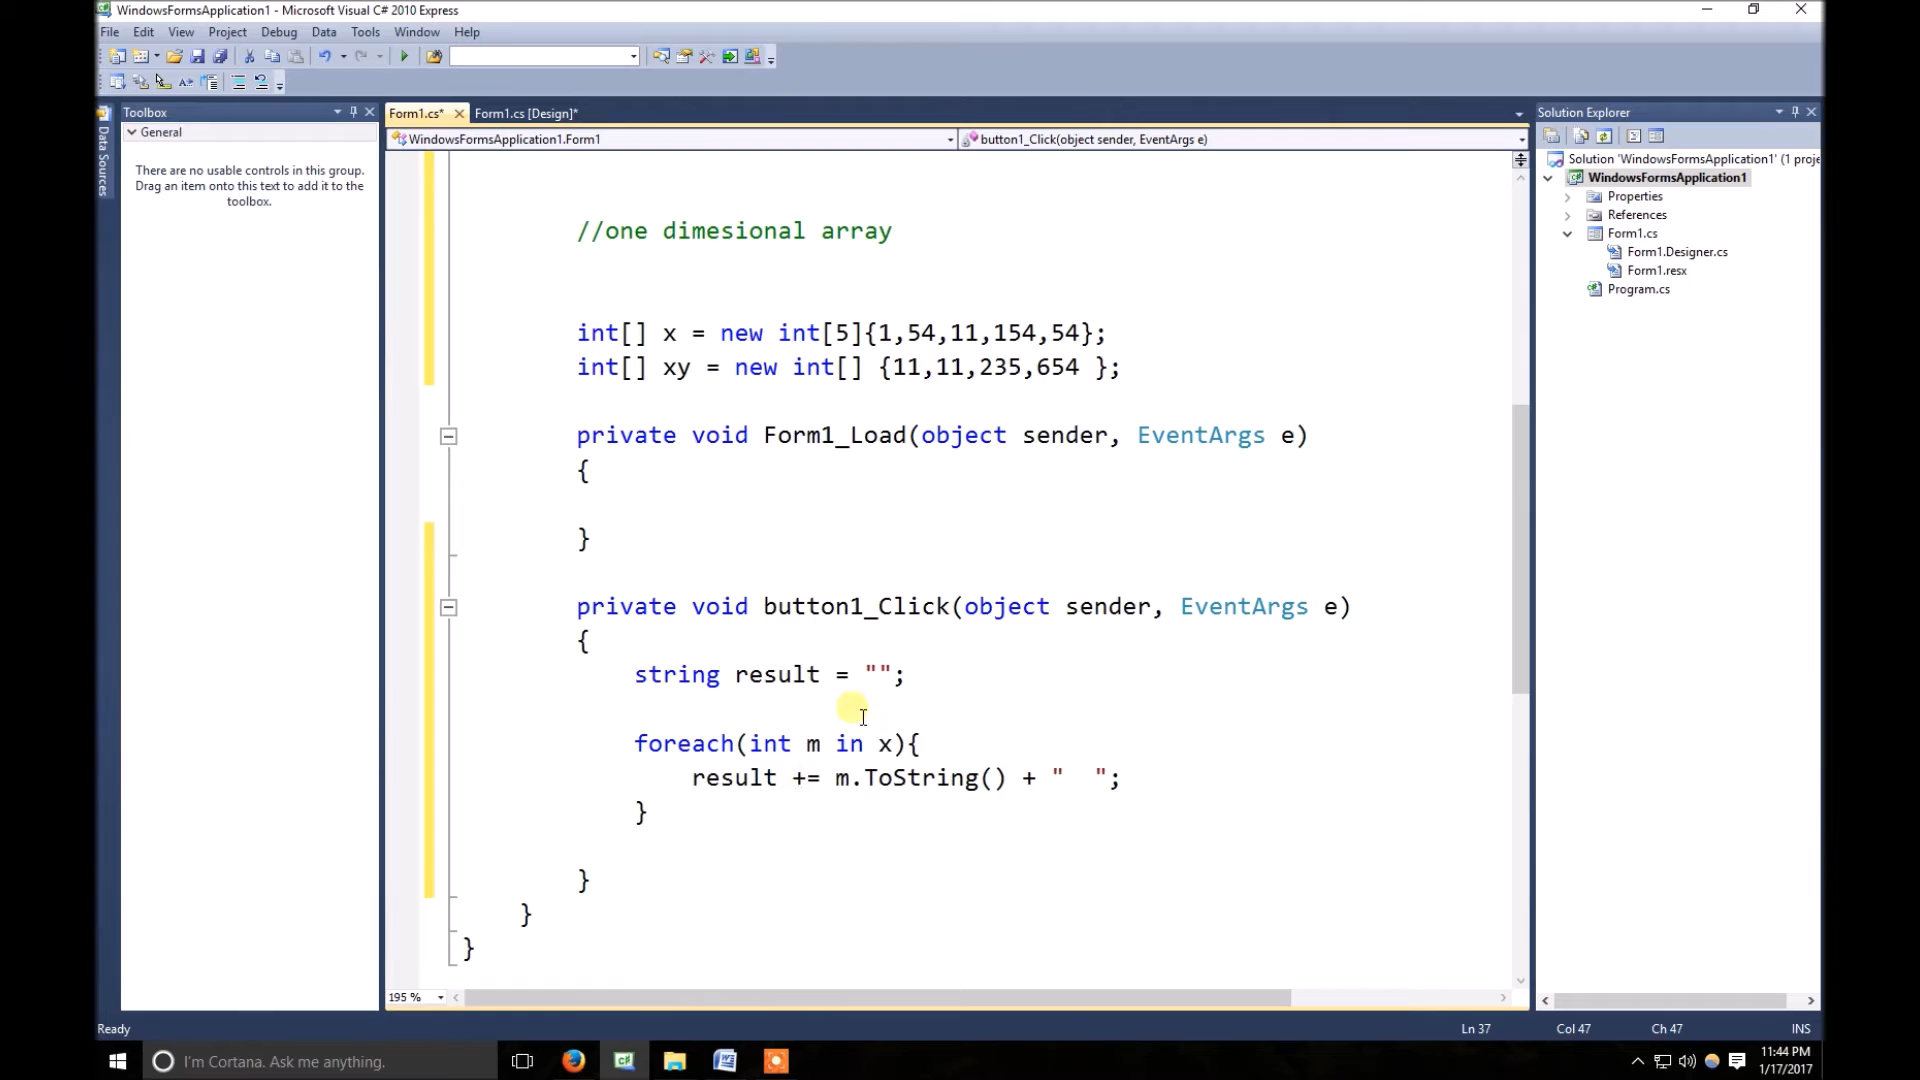 WindowsFormsApplication1 - Microsoft Visual C# 2010 Express
File Edit View Project Debug Data Tools Window Help
Data Sources
Toolbox
General
There are no usable controls in this group.
Drag an item onto this text to add it to the
toolbox.
Form1.cs* Form1.cs [Design]*
WindowsFormsApplication1.Form1 button1_Click(object sender, EventArgs e)
//one dimesional array
int[] x = new int[5]{1,54,11,154,54};
int[] xy = new int[] {11,11,235,654 };
private void Form1_Load(object sender, EventArgs e)
{
}
private void button1_Click(object sender, EventArgs e)
{
string result = "";
foreach(int m in x){
result += m.ToString() + "  ";
}
}
}
}
195 %
Solution Explorer
Solution 'WindowsFormsApplication1' (1 proje
WindowsFormsApplication1
Properties
References
Form1.cs
Form1.Designer.cs
Form1.resx
Program.cs
Ready Ln 37 Col 47 Ch 47 INS
I'm Cortana. Ask me anything.
11:44 PM
1/17/2017